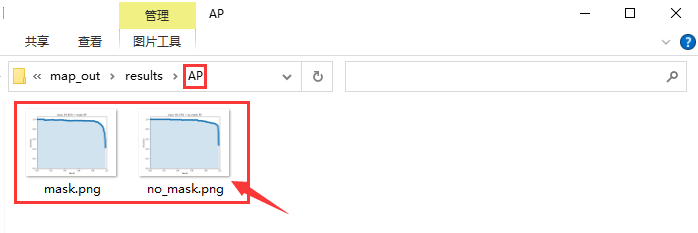 管理
AP
共享
查看
图片工具
« map_out › results › AP
mask.png
no_mask.png